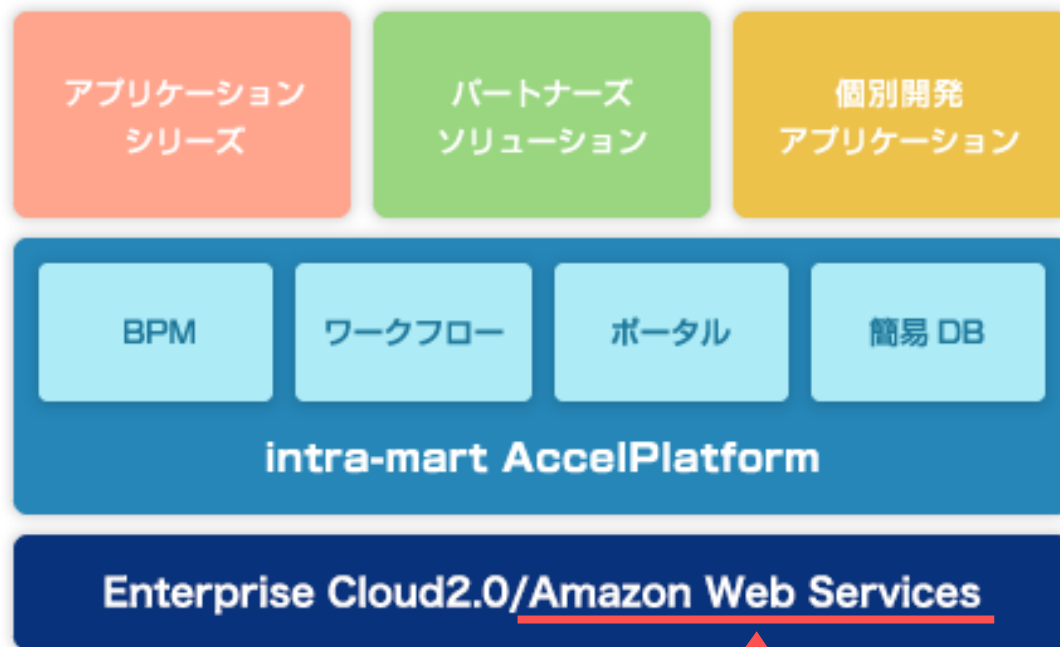 アプリケーション
シリーズ
パートナーズ
ソリューション
個別開発
アプリケーション
BPM
ワークフロー
ポータル
簡易 DB
intra-mart AccelPlatform
Enterprise Cloud2.0/Amazon Web Services